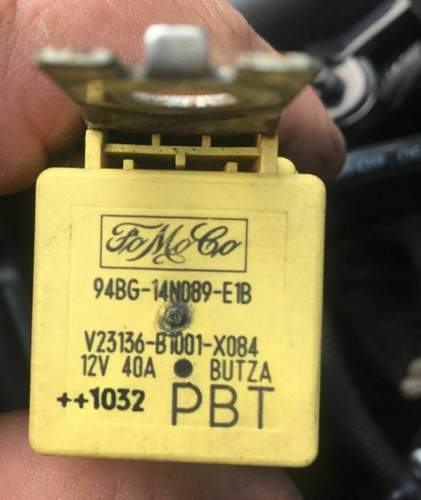 FoMoCo
94BG-14N089-E1B
V23136-B1001-X084
12V 40A ● BUTZA
++1032 PBT